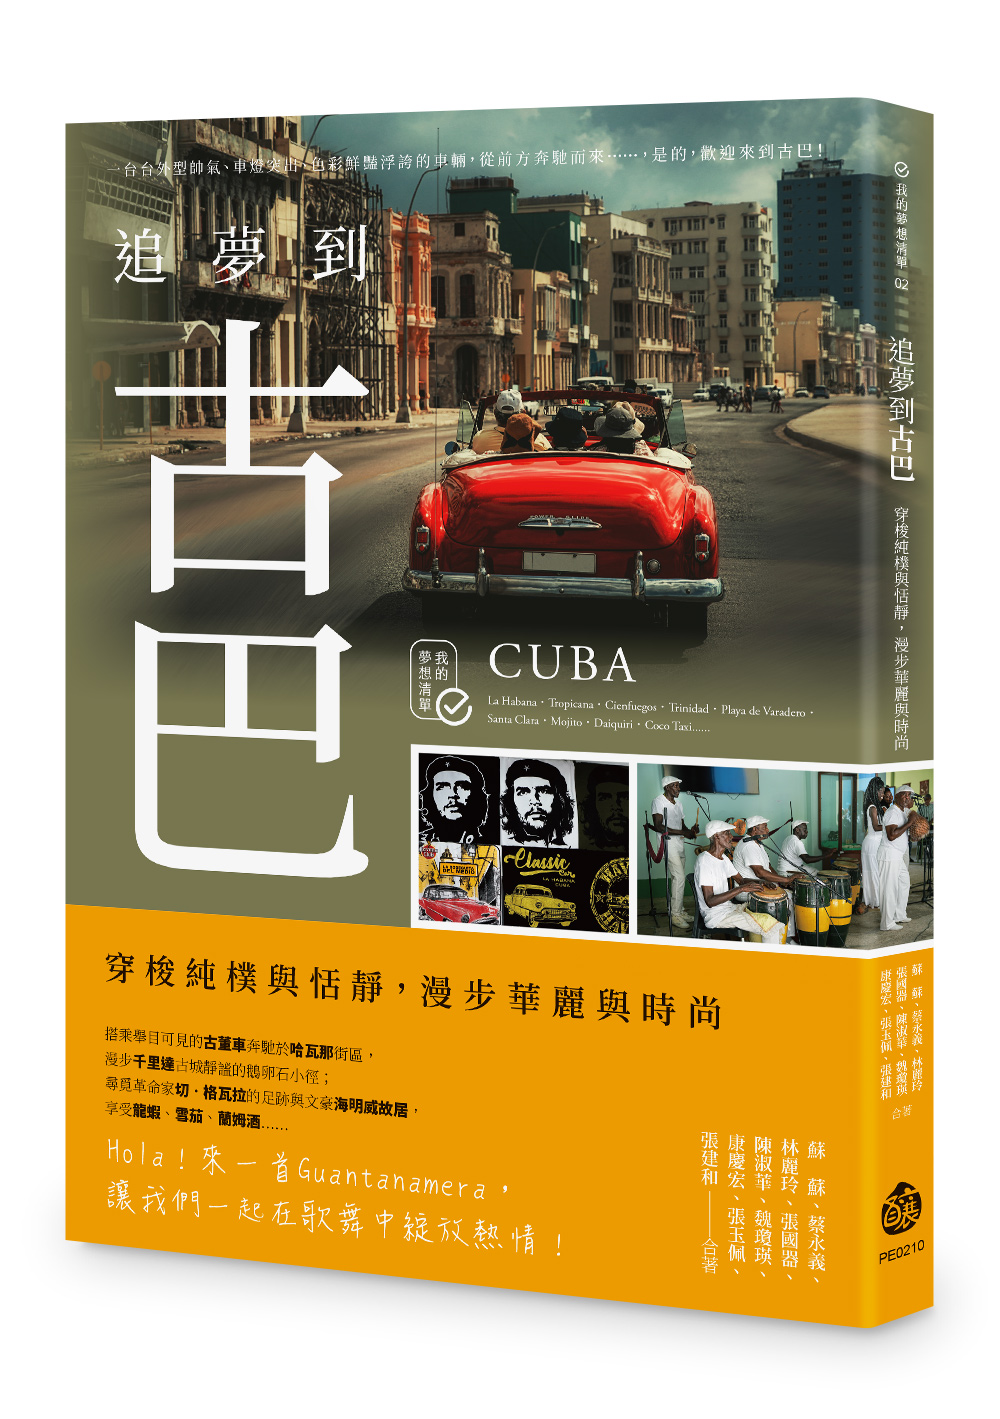 一台台外型帥氣、車燈突出、色彩鮮豔浮誇的車輛,從前方奔馳而來……,是的,歡迎來到古巴!
追夢到
古巴
我的
夢想清單
CUBA
La Habana・Tropicana・Cienfuegos・Trinidad・Playa de Varadero・
Santa Clara・Mojito・Daiquiri・Coco Taxi……
POWER GLIDE
Classic
Car
LA HABANA
CUBA
DEL MEDIO
穿梭純樸與恬靜,漫步華麗與時尚
搭乘舉目可見的古董車奔馳於哈瓦那街區,
漫步千里達古城靜謐的鵝卵石小徑;
尋覓革命家切.格瓦拉的足跡與文豪海明威故居,
享受龍蝦、雪茄、蘭姆酒……
Hola!來一首Guantanamera,
讓我們一起在歌舞中綻放熱情!
蘇 蘇、蔡永義、
林麗玲、張國器、
陳淑華、魏瓊瑛、
康慶宏、張玉佩、
張建和——合著
我的夢想清單 02
追夢到古巴
穿梭純樸與恬靜,漫步華麗與時尚
蘇 蘇、蔡永義、林麗玲
張國器、陳淑華、魏瓊瑛
康慶宏、張玉佩、張建和
合著
釀
PE0210